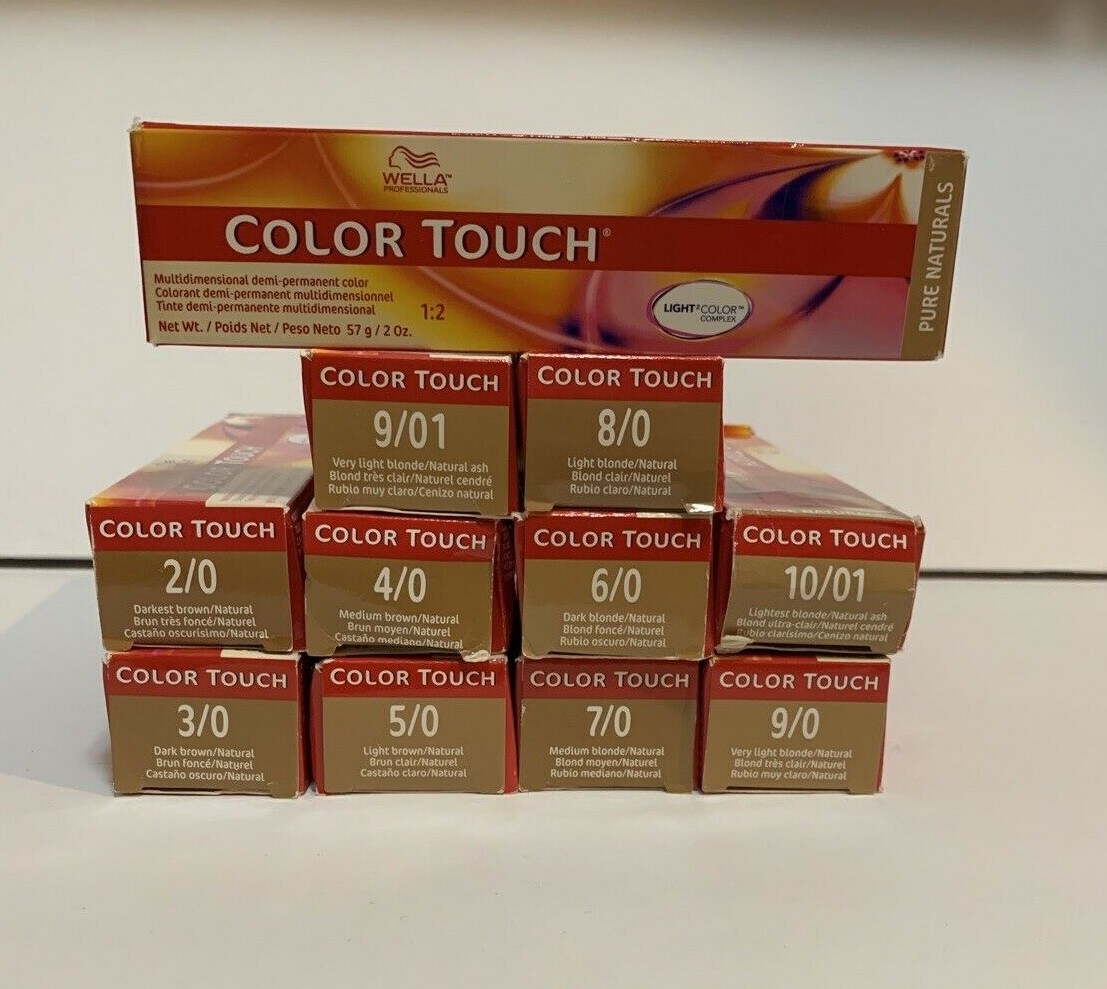 WELLA™
PROFESSIONALS
COLOR TOUCH®
Multidimensional demi-permanent color
Colorant demi-permanent multidimensionnel
Tinte demi-permanente multidimensional
1:2
Net Wt. / Poids Net / Peso Neto 57 g / 2 Oz.
LIGHT²COLOR™
COMPLEX
PURE NATURALS
COLOR TOUCH
9/01
Very light blonde/Natural ash
Blond très clair/Naturel cendré
Rubio muy claro/Cenizo natural
COLOR TOUCH
8/0
Light blonde/Natural
Blond clair/Naturel
Rubio claro/Natural
COLOR TOUCH
COLOR TOUCH
2/0
Darkest brown/Natural
Brun très foncé/Naturel
Castaño oscurísimo/Natural
COLOR TOUCH
4/0
Medium brown/Natural
Brun moyen/Naturel
Castaño mediano/Natural
COLOR TOUCH
6/0
Dark blonde/Natural
Blond foncé/Naturel
Rubio oscuro/Natural
COLOR TOUCH
10/01
Lightest blonde/Natural ash
Blond ultra-clair/Naturel cendré
Rubio clarísimo/Cenizo natural
COLOR TOUCH
3/0
Dark brown/Natural
Brun foncé/Naturel
Castaño oscuro/Natural
COLOR TOUCH
5/0
Light brown/Natural
Brun clair/Naturel
Castaño claro/Natural
COLOR TOUCH
7/0
Medium blonde/Natural
Blond moyen/Naturel
Rubio mediano/Natural
COLOR TOUCH
9/0
Very light blonde/Natural
Blond très clair/Naturel
Rubio muy claro/Natural